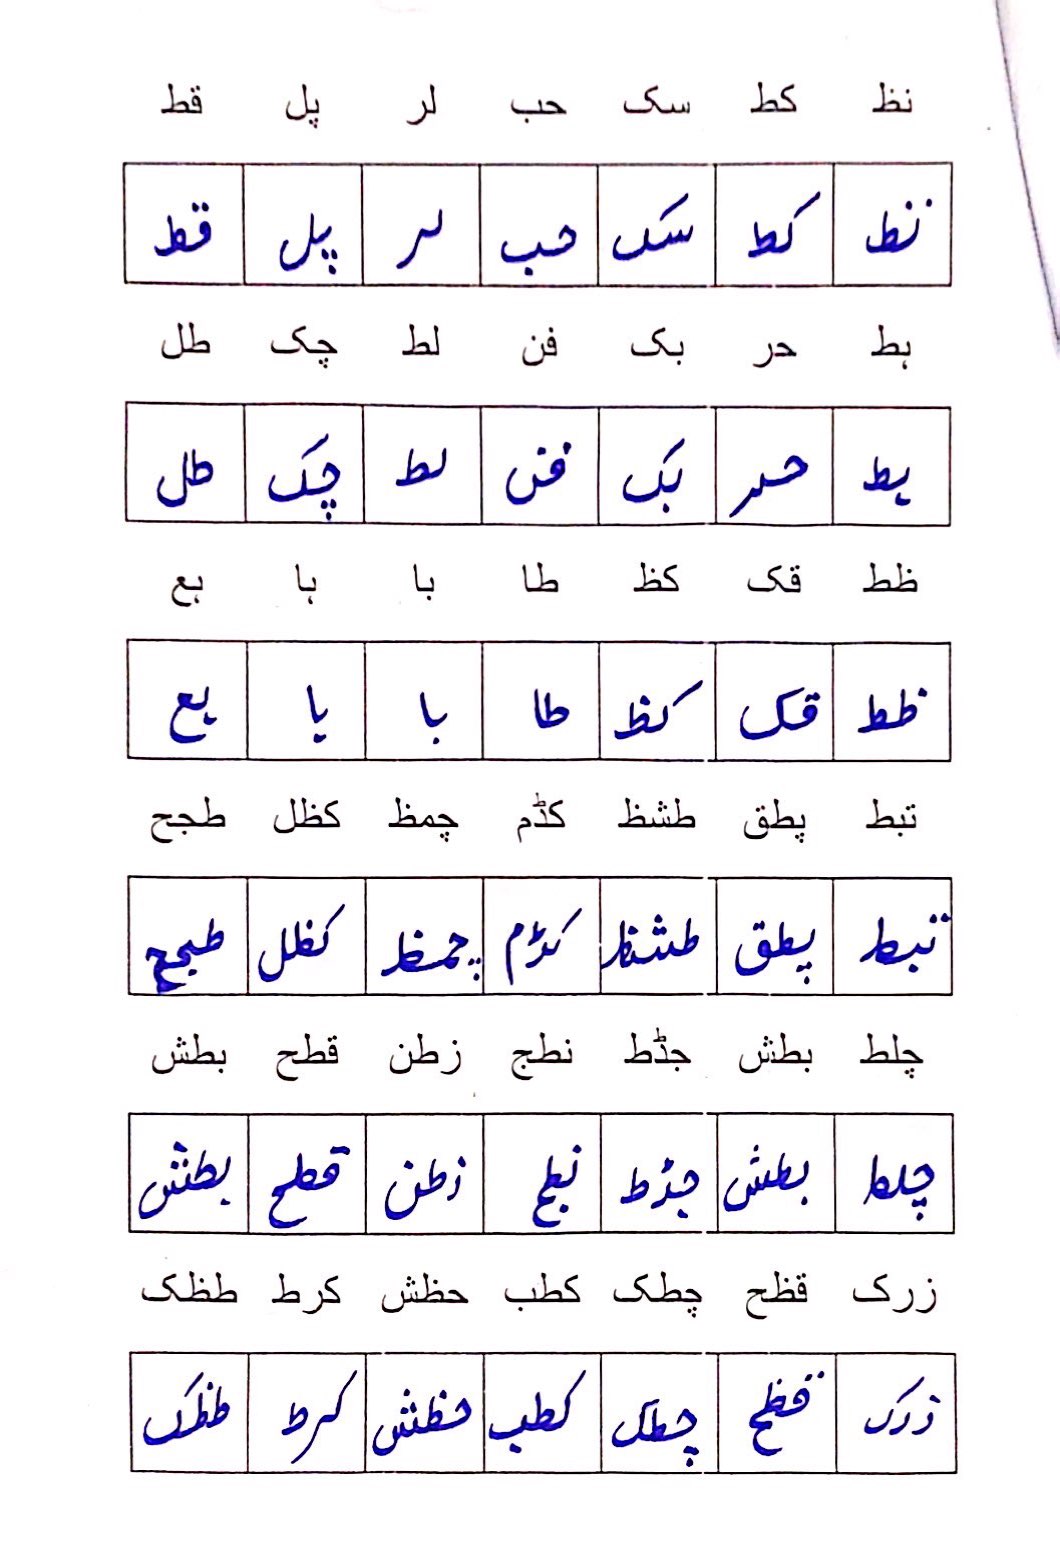 نظ کط سک حب لر پل قط
نظ کط سک حب لر پل قط
ہط حر بک فن لط چک طل
ہط حر بک فن لط چک طل
ظط قک کظ طا با ہا ہع
ظط قک کظ طا با ہا ہع
تبط پطق طشظ کڈم چمظ کظل طجح
تبط پطق طشظ کڈم چمظ کظل طجح
چلط بطش جڈط نطج زطن قطح بطش
چلط بطش جڈط نطج زطن قطح بطش
زرک قظح چطک کطب حظش کرط طظک
زرک قظح چطک کطب حظش کرط طظک